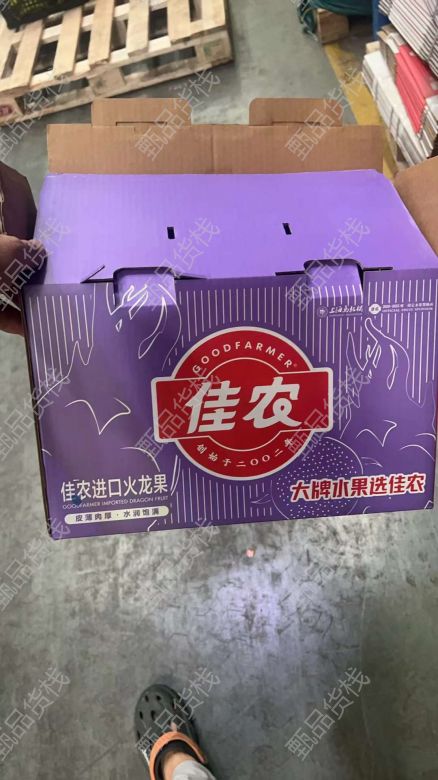 GOODFARMER®
佳农
创始于二〇〇二年
佳农进口火龙果
GOODFARMER IMPORTED DRAGON FRUIT
皮薄肉厚·水润饱满
大牌水果选佳农
甄品货栈